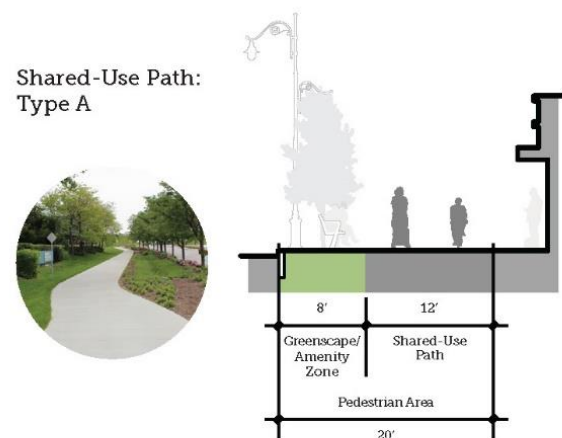 Shared-Use Path:
Type A
8' 12'
Greenscape/ Shared-Use
Amenity Path
Zone
Pedestrian Area
20'